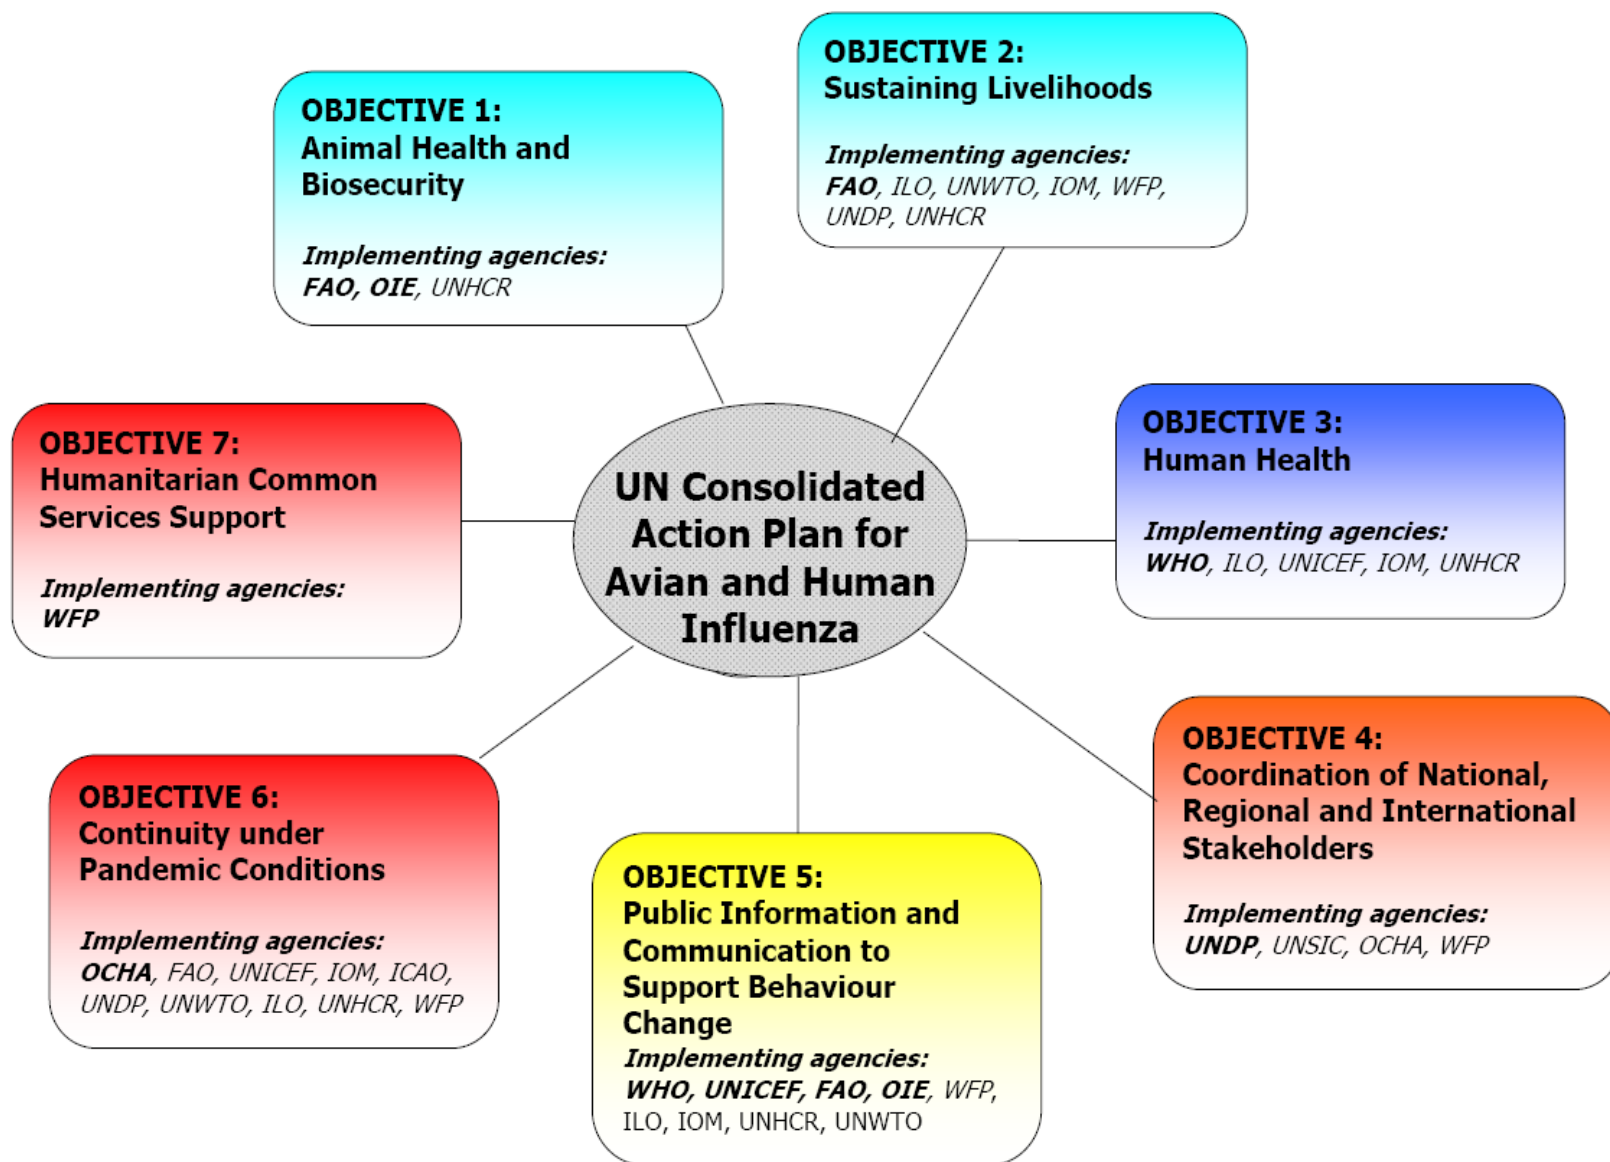 OBJECTIVE 1:
Animal Health and
Biosecurity
Implementing agencies:
FAO, OIE, UNHCR
OBJECTIVE 2:
Sustaining Livelihoods
Implementing agencies:
FAO, ILO, UNWTO, IOM, WFP,
UNDP, UNHCR
OBJECTIVE 7:
Humanitarian Common
Services Support
Implementing agencies:
WFP
UN Consolidated
Action Plan for
Avian and Human
Influenza
OBJECTIVE 3:
Human Health
Implementing agencies:
WHO, ILO, UNICEF, IOM, UNHCR
OBJECTIVE 6:
Continuity under
Pandemic Conditions
Implementing agencies:
OCHA, FAO, UNICEF, IOM, ICAO,
UNDP, UNWTO, ILO, UNHCR, WFP
OBJECTIVE 5:
Public Information and
Communication to
Support Behaviour
Change
Implementing agencies:
WHO, UNICEF, FAO, OIE, WFP,
ILO, IOM, UNHCR, UNWTO
OBJECTIVE 4:
Coordination of National,
Regional and International
Stakeholders
Implementing agencies:
UNDP, UNSIC, OCHA, WFP